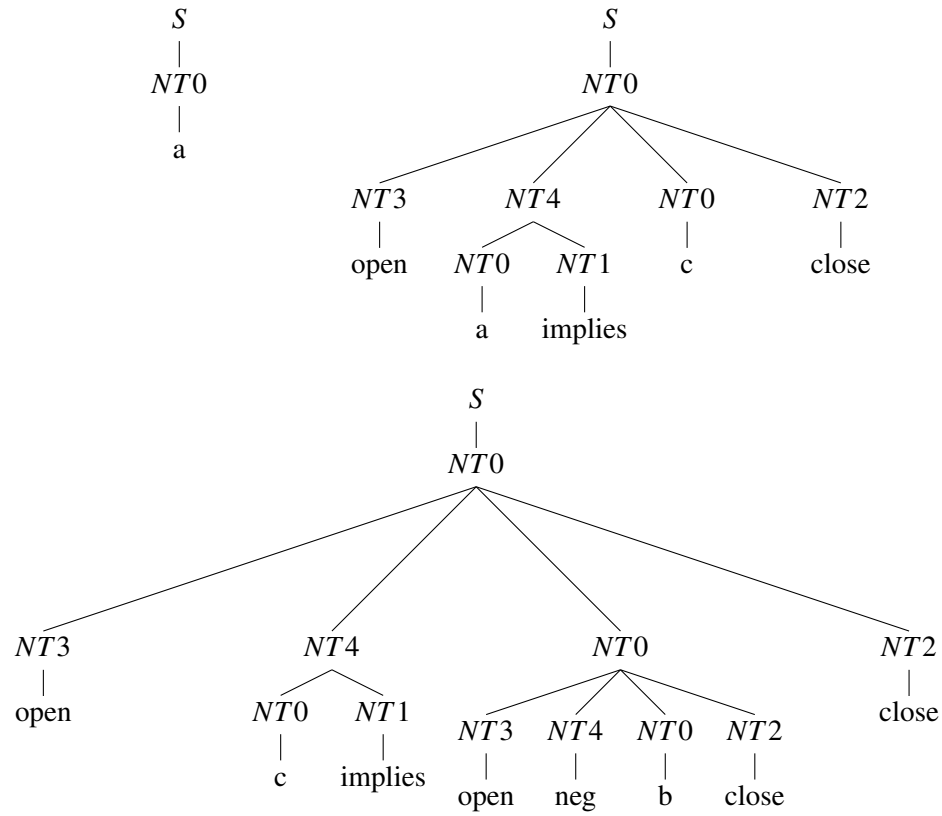 S S
NT0 NT0
a
NT3 NT4 NT0 NT2
open NT0 NT1 c close
a implies
S
NT0
NT3 NT4 NT0 NT2
open NT0 NT1 NT3 NT4 NT0 NT2 close
c implies open neg b close